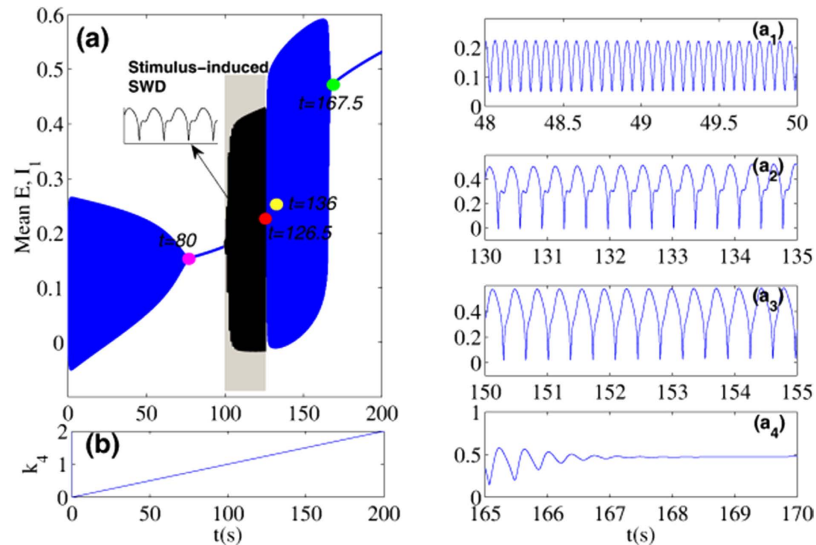 (a)
Stimulus-induced
SWD
t=167.5
t=136
t=126.5
t=80
Mean E, I1
0.6
0.5
0.4
0.3
0.2
0.1
0
0 50 100 150 200
(b)
k4
2
1
0
0 50 100 150 200
t(s)
(a1)
0.2
0.1
0
48 48.5 49 49.5 50
(a2)
0.4
0.2
0
130 131 132 133 134 135
(a3)
0.4
0.2
0
150 151 152 153 154 155
(a4)
1
0.5
0
165 166 167 168 169 170
t(s)